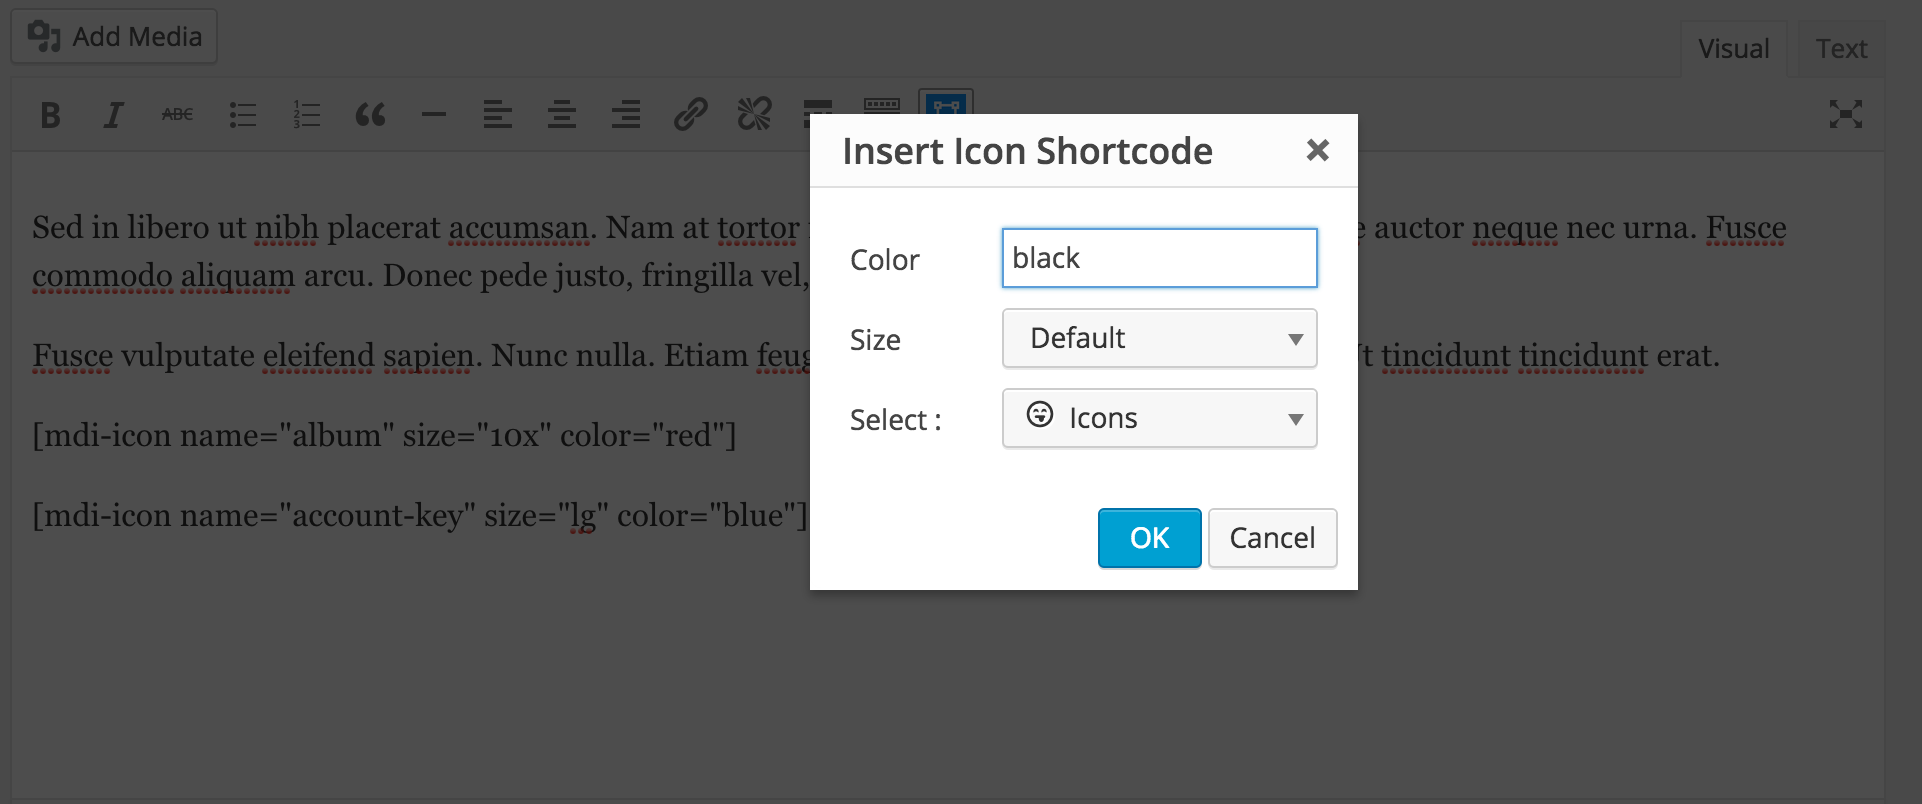 Add Media
Visual Text
B I ABC
Insert Icon Shortcode
Sed in libero ut nibh placerat accumsan. Nam at tortor auctor neque nec urna. Fusce
commodo aliquam arcu. Donec pede justo, fringilla vel,
Fusce vulputate eleifend sapien. Nunc nulla. Etiam tincidunt tincidunt erat.
[mdi-icon name="album" size="10x" color="red"]
[mdi-icon name="account-key" size="lg" color="blue"]
Color black
Size Default
Select : Icons
OK Cancel